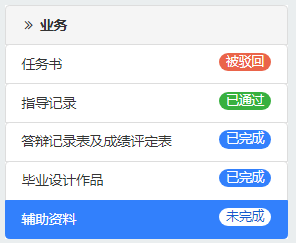 » 业务
任务书 被驳回
指导记录 已通过
答辩记录表及成绩评定表 已完成
毕业设计作品 已完成
辅助资料 未完成